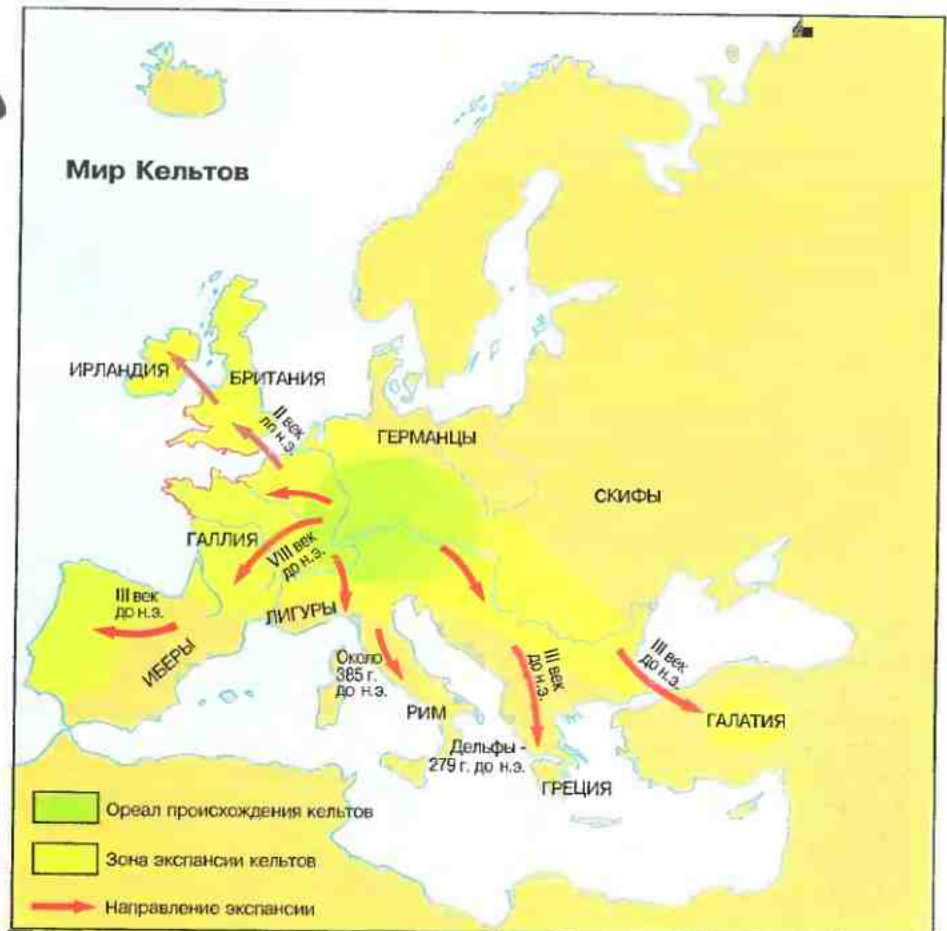 Мир Кельтов
ИРЛАНДИЯ
БРИТАНИЯ
II век
до н.э.
ГЕРМАНЦЫ
СКИФЫ
ГАЛЛИЯ
VIII век
до н.э.
III век
до н.э.
ЛИГУРЫ
ИБЕРЫ
Около
385 г.
до н.э.
РИМ
III век
до н.э.
III век
до н.э.
ГАЛАТИЯ
Дельфы -
279 г. до н.э.
ГРЕЦИЯ
Ореал происхождения кельтов
Зона экспансии кельтов
Направление экспансии